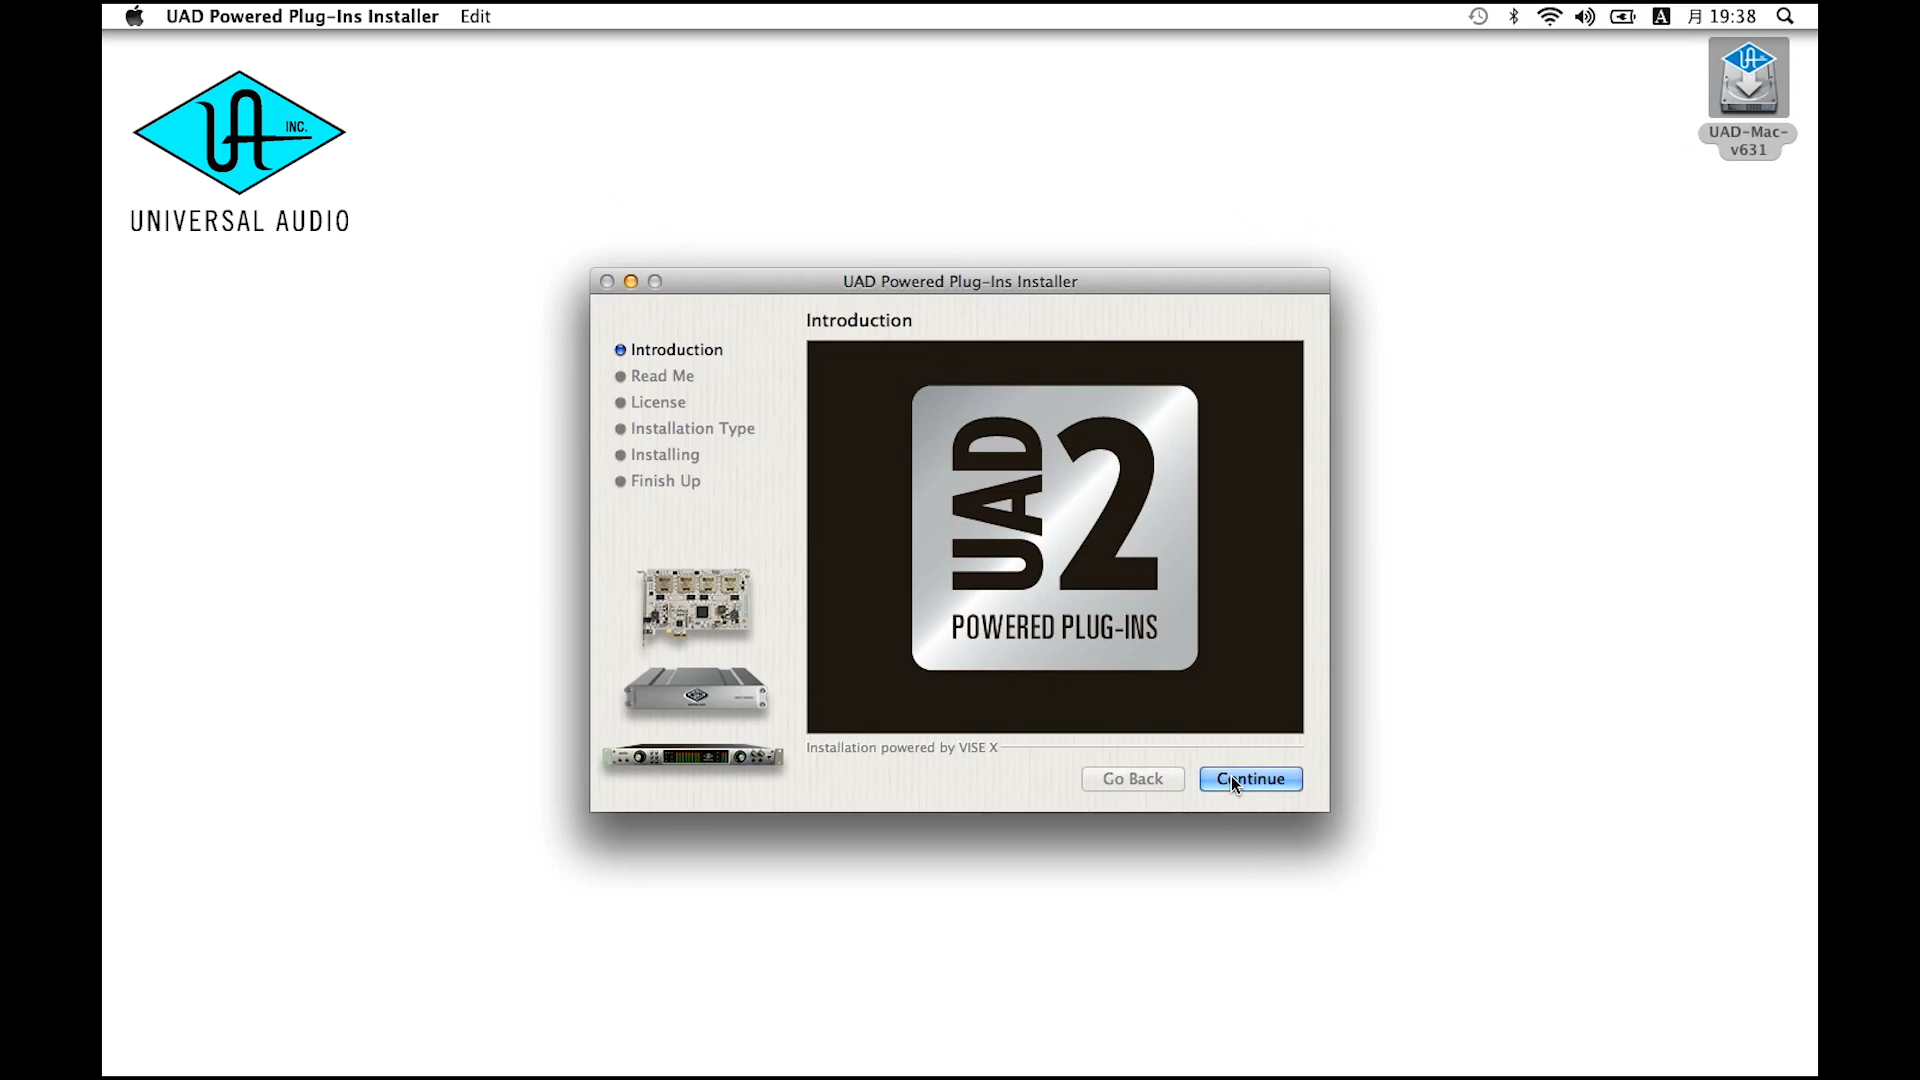 UAD Powered Plug-Ins Installer Edit
A 月 19:38
UA INC.
UNIVERSAL AUDIO
UAD-Mac-
v631
UAD Powered Plug-Ins Installer
Introduction
Introduction
Read Me
License
Installation Type
Installing
Finish Up
UAD 2
POWERED PLUG-INS
Installation powered by VISE X
Go Back
Continue